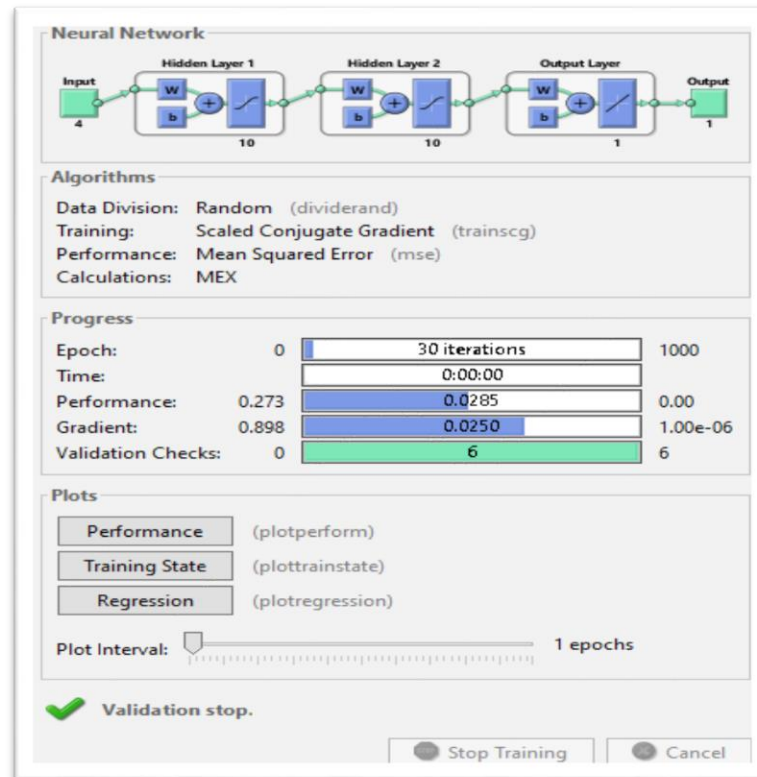 Neural Network
Hidden Layer 1 Hidden Layer 2 Output Layer
Input Output
W W W
b b b
+ + +
4 10 10 1 1
Algorithms
Data Division: Random (dividerand)
Training: Scaled Conjugate Gradient (trainscg)
Performance: Mean Squared Error (mse)
Calculations: MEX
Progress
Epoch: 0 30 iterations 1000
Time: 0:00:00
Performance: 0.273 0.0285 0.00
Gradient: 0.898 0.0250 1.00e-06
Validation Checks: 0 6 6
Plots
Performance (plotperform)
Training State (plottrainstate)
Regression (plotregression)
Plot Interval: 1 epochs
Validation stop.
Stop Training Cancel